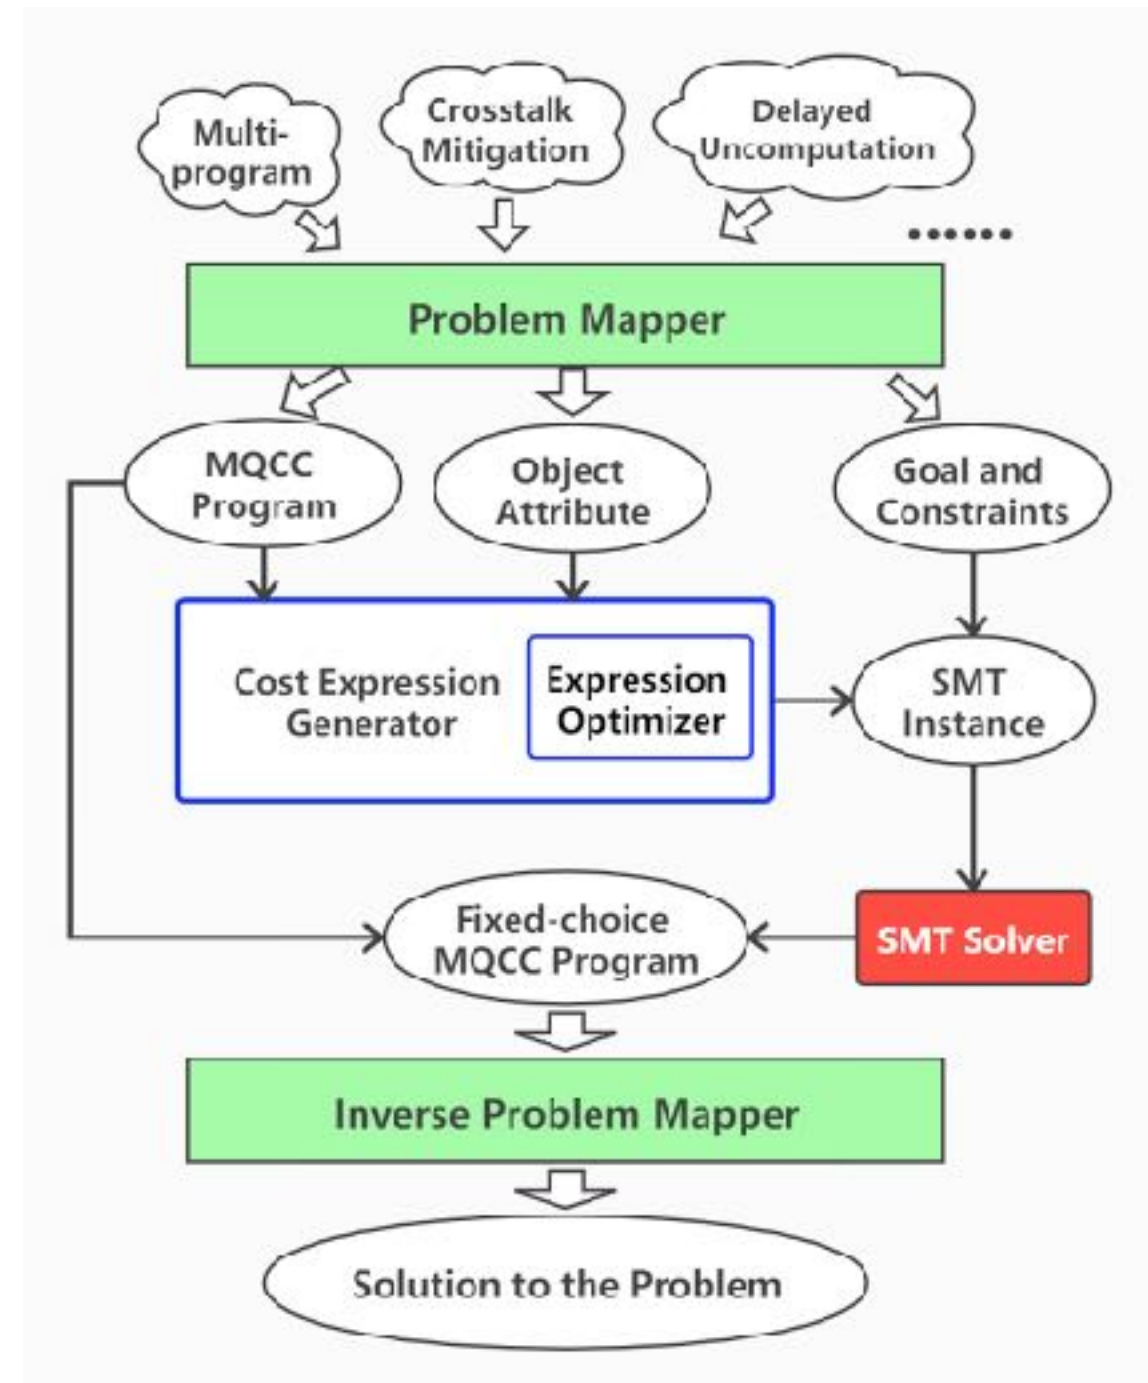 Multi-
program
Crosstalk
Mitigation
Delayed
Uncomputation
......
Problem Mapper
MQCC
Program
Object
Attribute
Goal and
Constraints
Cost Expression
Generator
Expression
Optimizer
SMT
Instance
Fixed-choice
MQCC Program
SMT Solver
Inverse Problem Mapper
Solution to the Problem